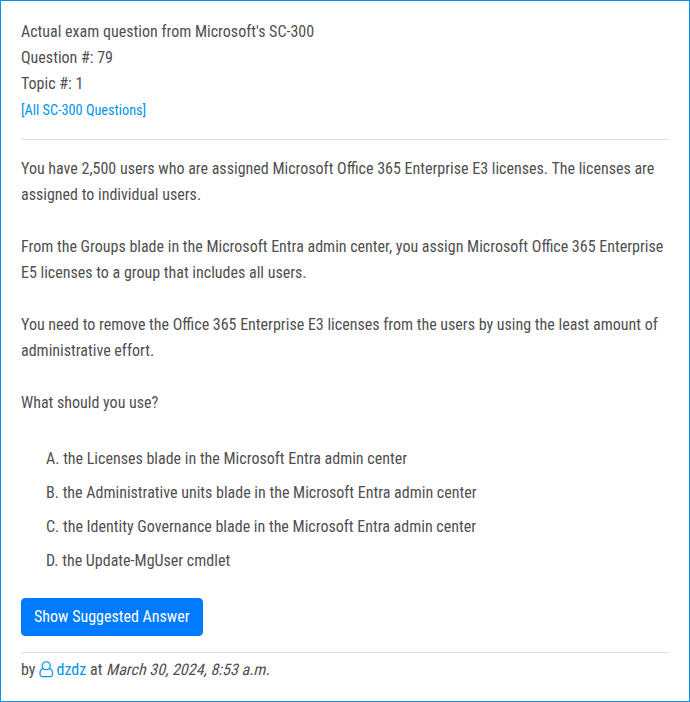 Actual exam question from Microsoft's SC-300
Question #: 79
Topic #: 1
[All SC-300 Questions]
You have 2,500 users who are assigned Microsoft Office 365 Enterprise E3 licenses. The licenses are
assigned to individual users.
From the Groups blade in the Microsoft Entra admin center, you assign Microsoft Office 365 Enterprise
E5 licenses to a group that includes all users.
You need to remove the Office 365 Enterprise E3 licenses from the users by using the least amount of
administrative effort.
What should you use?
A. the Licenses blade in the Microsoft Entra admin center
B. the Administrative units blade in the Microsoft Entra admin center
C. the Identity Governance blade in the Microsoft Entra admin center
D. the Update-MgUser cmdlet
Show Suggested Answer
by dzdz at March 30, 2024, 8:53 a.m.